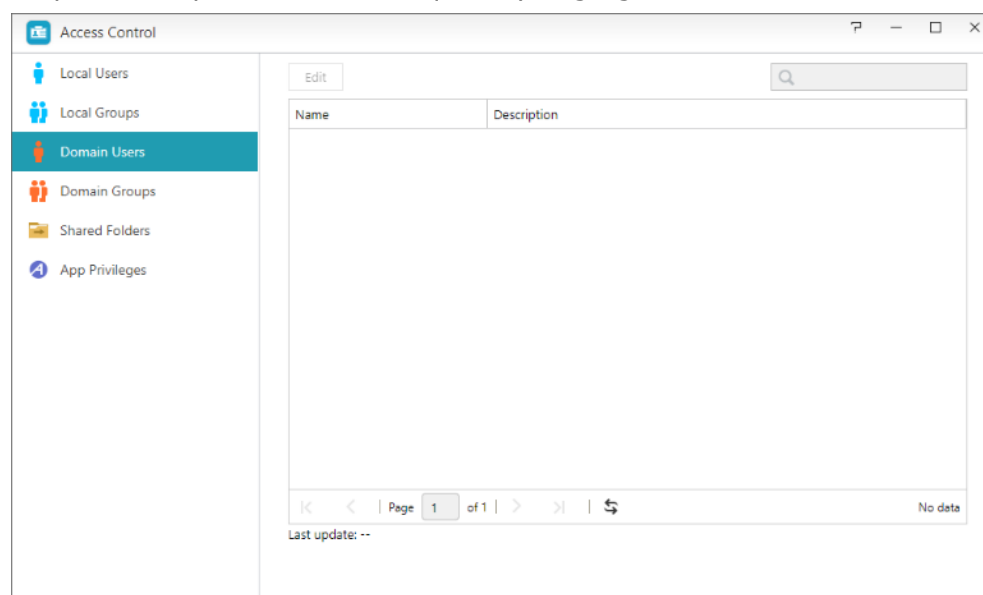 Access Control
Local Users
Local Groups
Domain Users
Domain Groups
Shared Folders
App Privileges
Edit
Name Description
Page 1 of 1 No data
Last update: --